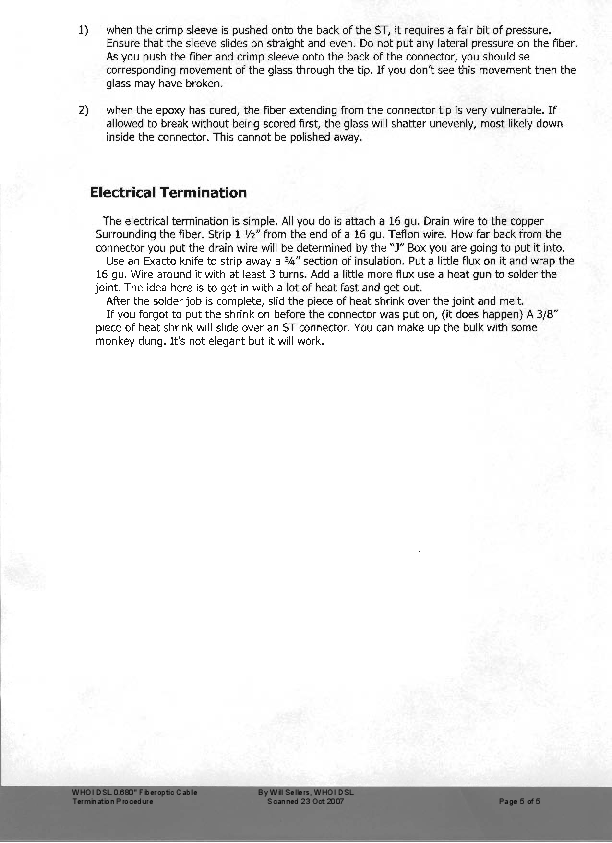 1) when the crimp sleeve is pushed onto the back of the ST, it requires a fair bit of pressure.
Ensure that the sleeve slides on straight and even. Do not put any lateral pressure on the fiber.
As you push the fiber and crimp sleeve onto the back of the connector, you should se
corresponding movement of the glass through the tip. If you don't see this movement then the
glass may have broken.
2) when the epoxy has cured, the fiber extending from the connector tip is very vulnerable. If
allowed to break without being scored first, the glass will shatter unevenly, most likely down
inside the connector. This cannot be polished away.
Electrical Termination
The electrical termination is simple. All you do is attach a 16 gu. Drain wire to the copper
Surrounding the fiber. Strip 1 ½" from the end of a 16 gu. Teflon wire. How far back from the
connector you put the drain wire will be determined by the "J" Box you are going to put it into.
Use an Exacto knife to strip away a ¾" section of insulation. Put a little flux on it and wrap the
16 gu. Wire around it with at least 3 turns. Add a little more flux use a heat gun to solder the
joint. The idea here is to get in with a lot of heat fast and get out.
After the solder job is complete, slid the piece of heat shrink over the joint and melt.
If you forgot to put the shrink on before the connector was put on, (it does happen) A 3/8"
piece of heat shrink will slide over an ST connector. You can make up the bulk with some
monkey dung. It's not elegant but it will work.
WHOI DSL 0.680" Fiberoptic Cable By Will Sellers, WHOI DSL
Termination Procedure Scanned 23 Oct 2007 Page 5 of 5